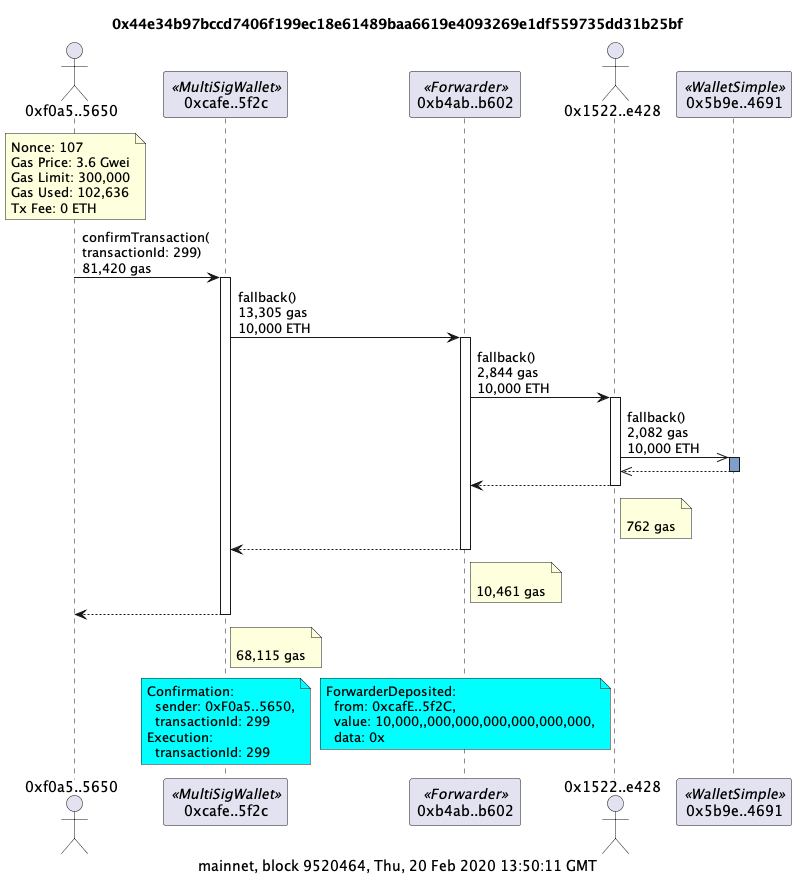 0x44e34b97bccd7406f199ec18e61489baa6619e4093269e1df559735dd31b25bf
0xf0a5..5650
«MultiSigWallet»
0xcafe..5f2c
«Forwarder»
0xb4ab..b602
0x1522..e428
«WalletSimple»
0x5b9e..4691
Nonce: 107
Gas Price: 3.6 Gwei
Gas Limit: 300,000
Gas Used: 102,636
Tx Fee: 0 ETH
confirmTransaction(
transactionId: 299)
81,420 gas
fallback()
13,305 gas
10,000 ETH
fallback()
2,844 gas
10,000 ETH
fallback()
2,082 gas
10,000 ETH
762 gas
10,461 gas
68,115 gas
Confirmation:
sender: 0xF0a5..5650,
transactionId: 299
Execution:
transactionId: 299
ForwarderDeposited:
from: 0xcafE..5f2C,
value: 10,000,,000,000,000,000,000,000,
data: 0x
0xf0a5..5650
«MultiSigWallet»
0xcafe..5f2c
«Forwarder»
0xb4ab..b602
0x1522..e428
«WalletSimple»
0x5b9e..4691
mainnet, block 9520464, Thu, 20 Feb 2020 13:50:11 GMT